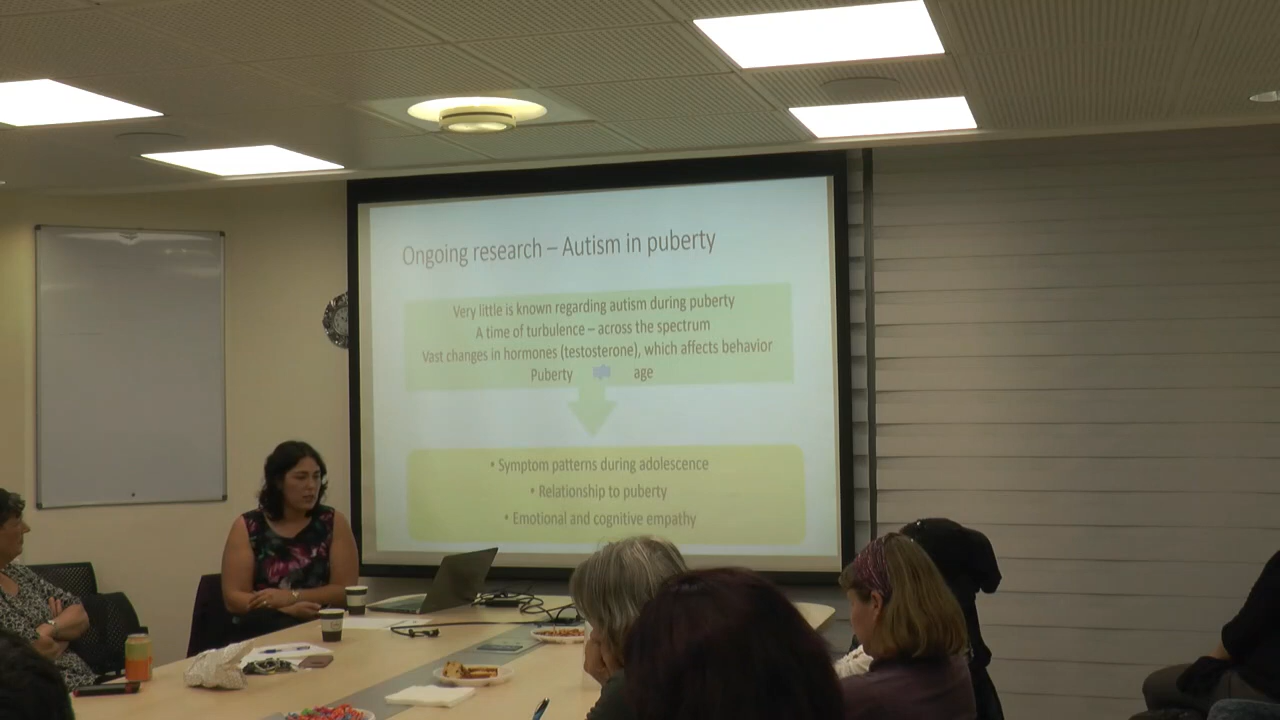 Ongoing research – Autism in puberty
Very little is known regarding autism during puberty
A time of turbulence – across the spectrum
Vast changes in hormones (testosterone), which affects behavior
Puberty age
• Symptom patterns during adolescence
• Relationship to puberty
• Emotional and cognitive empathy